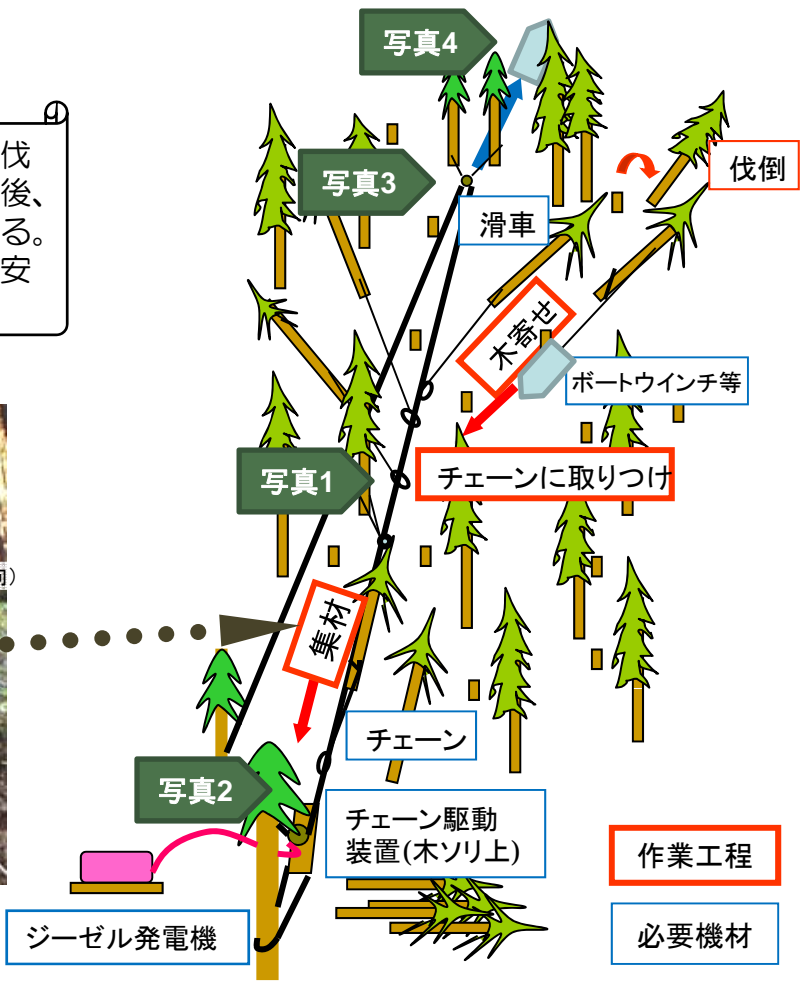 写真4
伐
後、
る。
安
写真3
伐倒
滑車
木寄せ
ボートウインチ等
写真1
チェーンに取りつけ
集材
チェーン
写真2
チェーン駆動
装置(木ソリ上)
作業工程
ジーゼル発電機
必要機材